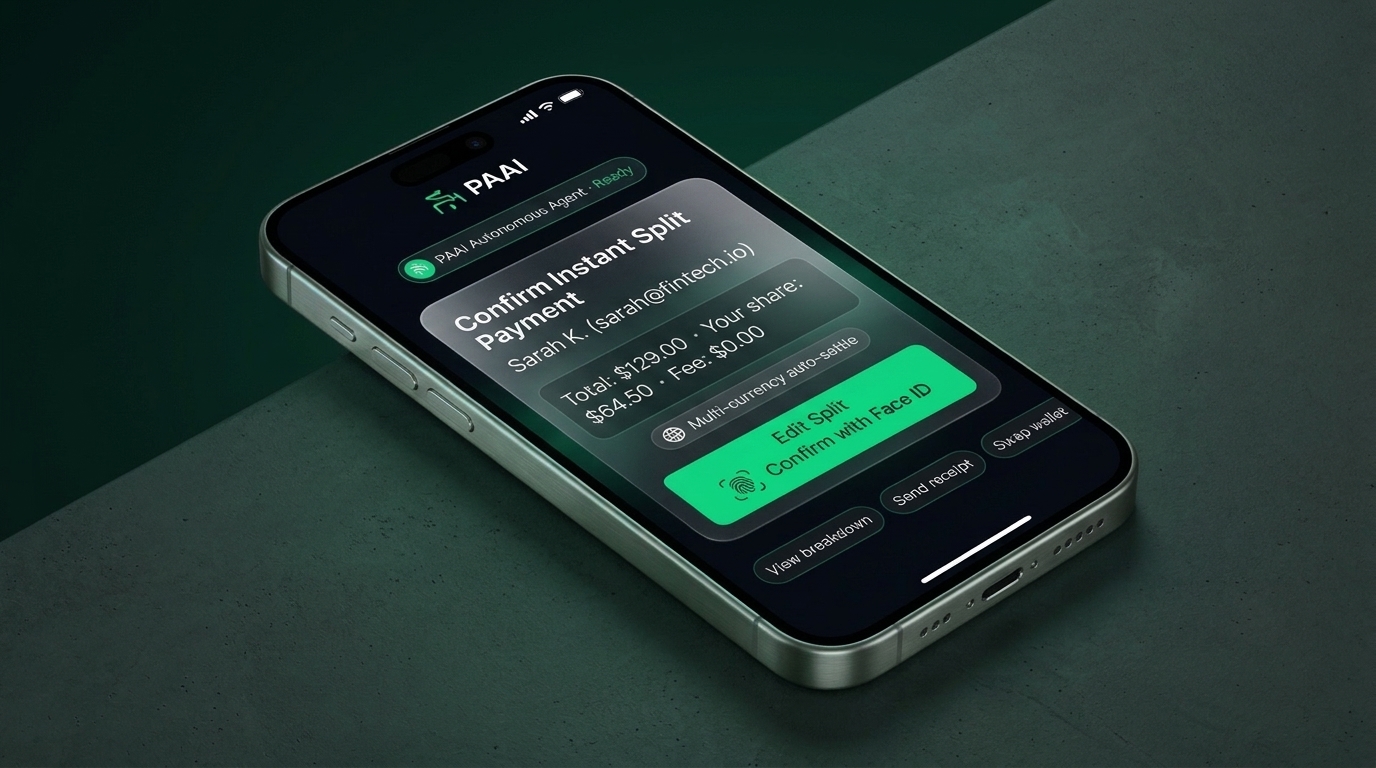 PAAI
PAAI Autonomous Agent · Ready
Confirm Instant Split
Payment
Sarah K. (sarah@fintech.io)
Total: $129.00 · Your share:
$64.50 · Fee: $0.00
Multi-currency auto-settle
Edit Split
Confirm with Face ID
View breakdown
Send receipt
Swap wallet